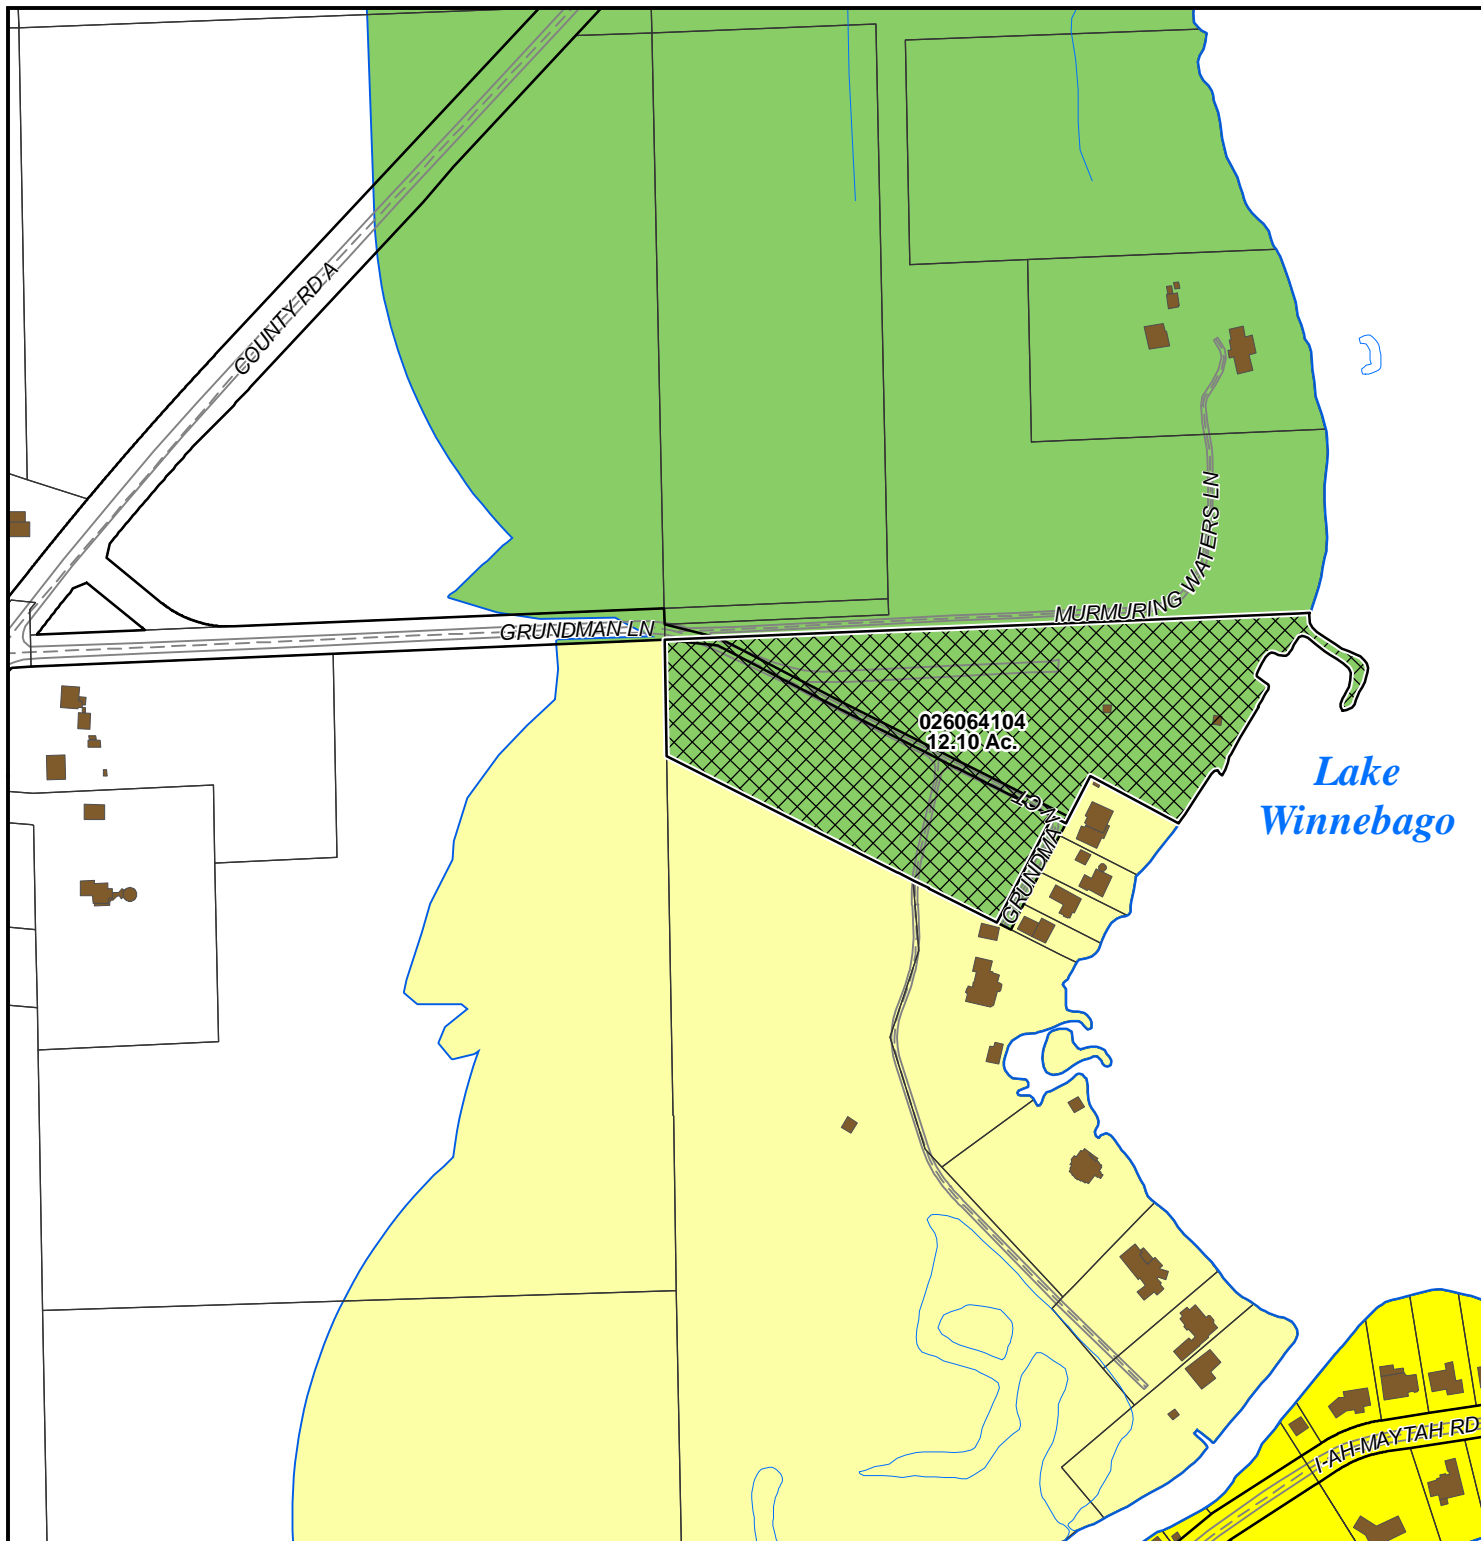 COUNTY RD A
MURMURING WATERS LN
GRUNDMAN LN
026064104
12.10 Ac.
Lake
Winnebago
GRUNDMAN CT
I-AH-MAYTAH RD